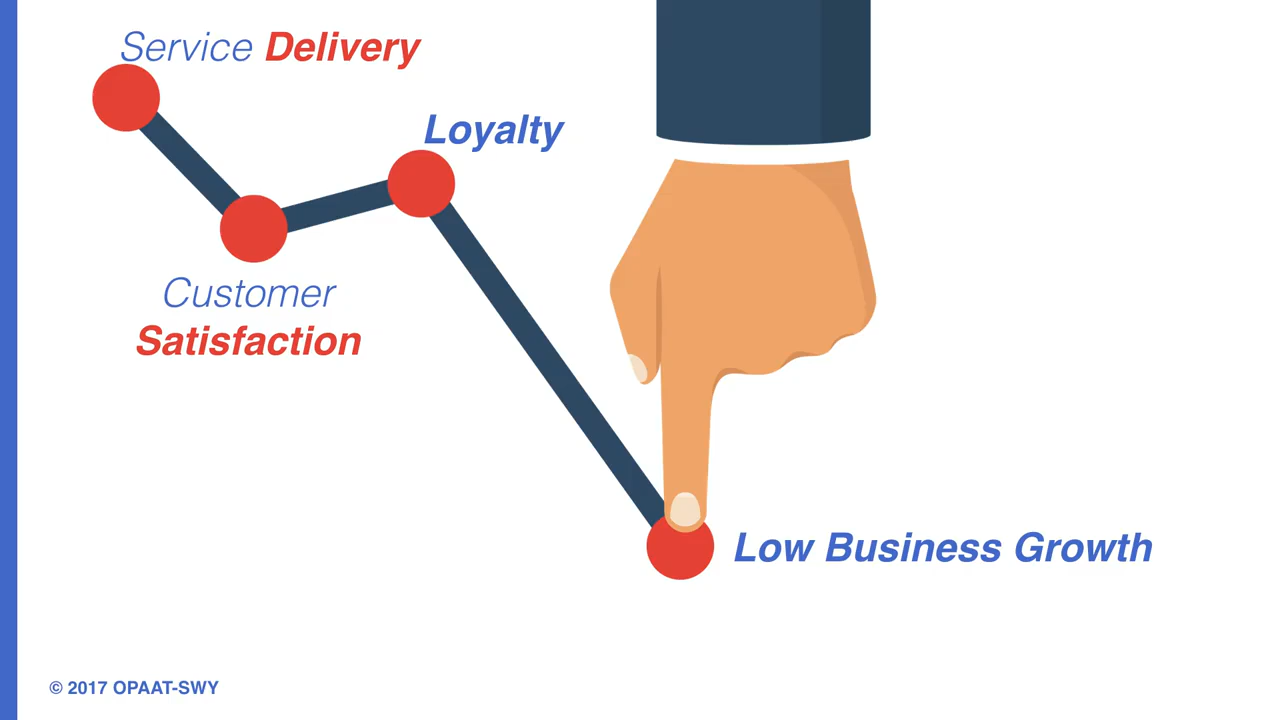 Service Delivery
Loyalty
Customer
Satisfaction
Low Business Growth
© 2017 OPAAT-SWY